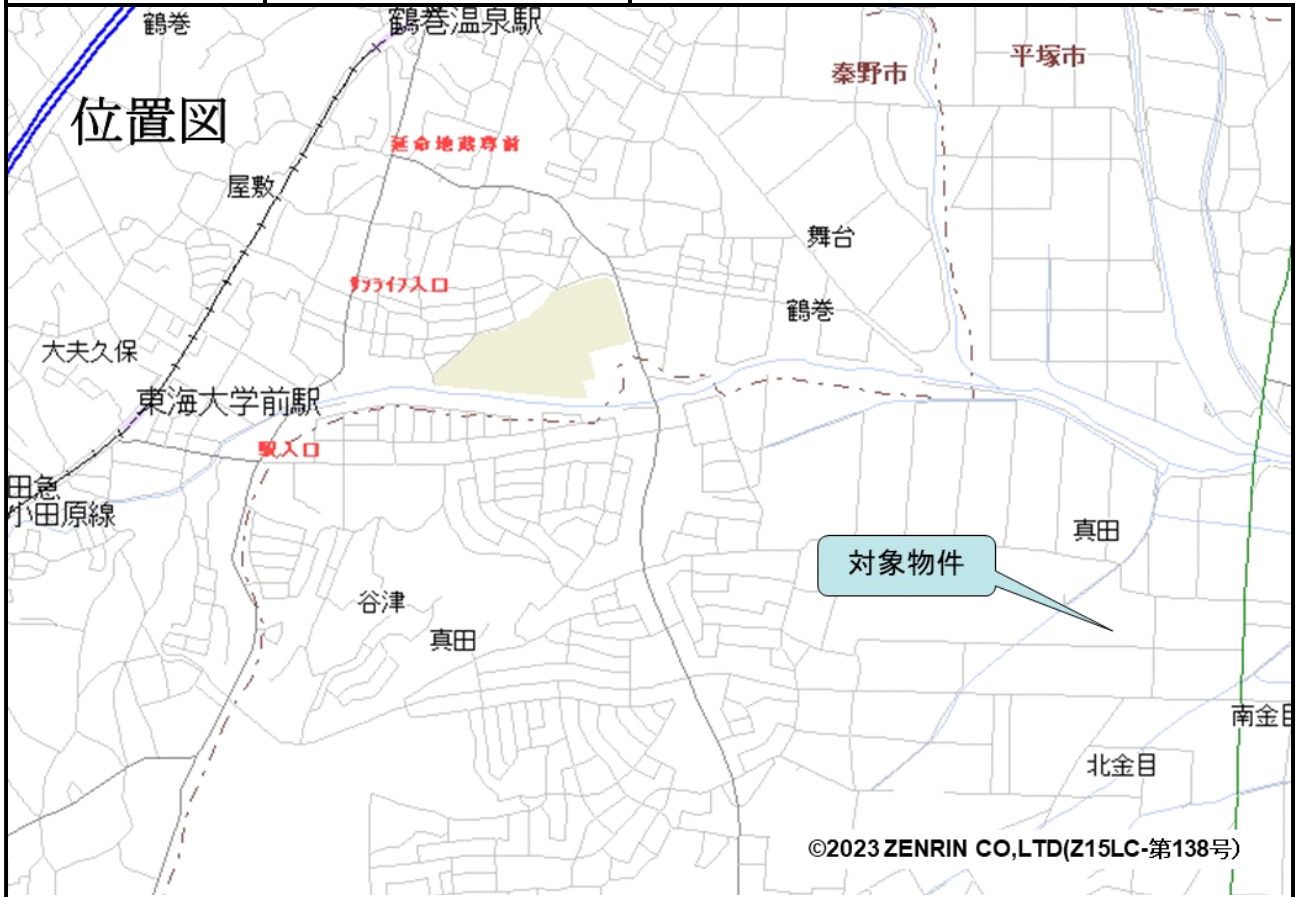 鶴巻
鶴巻温泉駅
秦野市
平塚市
位置図
延命地蔵尊前
屋敷
舞台
サンライフ入口
鶴巻
大夫久保
東海大学前駅
駅入口
田急
小田原線
真田
対象物件
谷津
真田
南金目
北金目
©2023 ZENRIN CO,LTD(Z15LC-第138号)